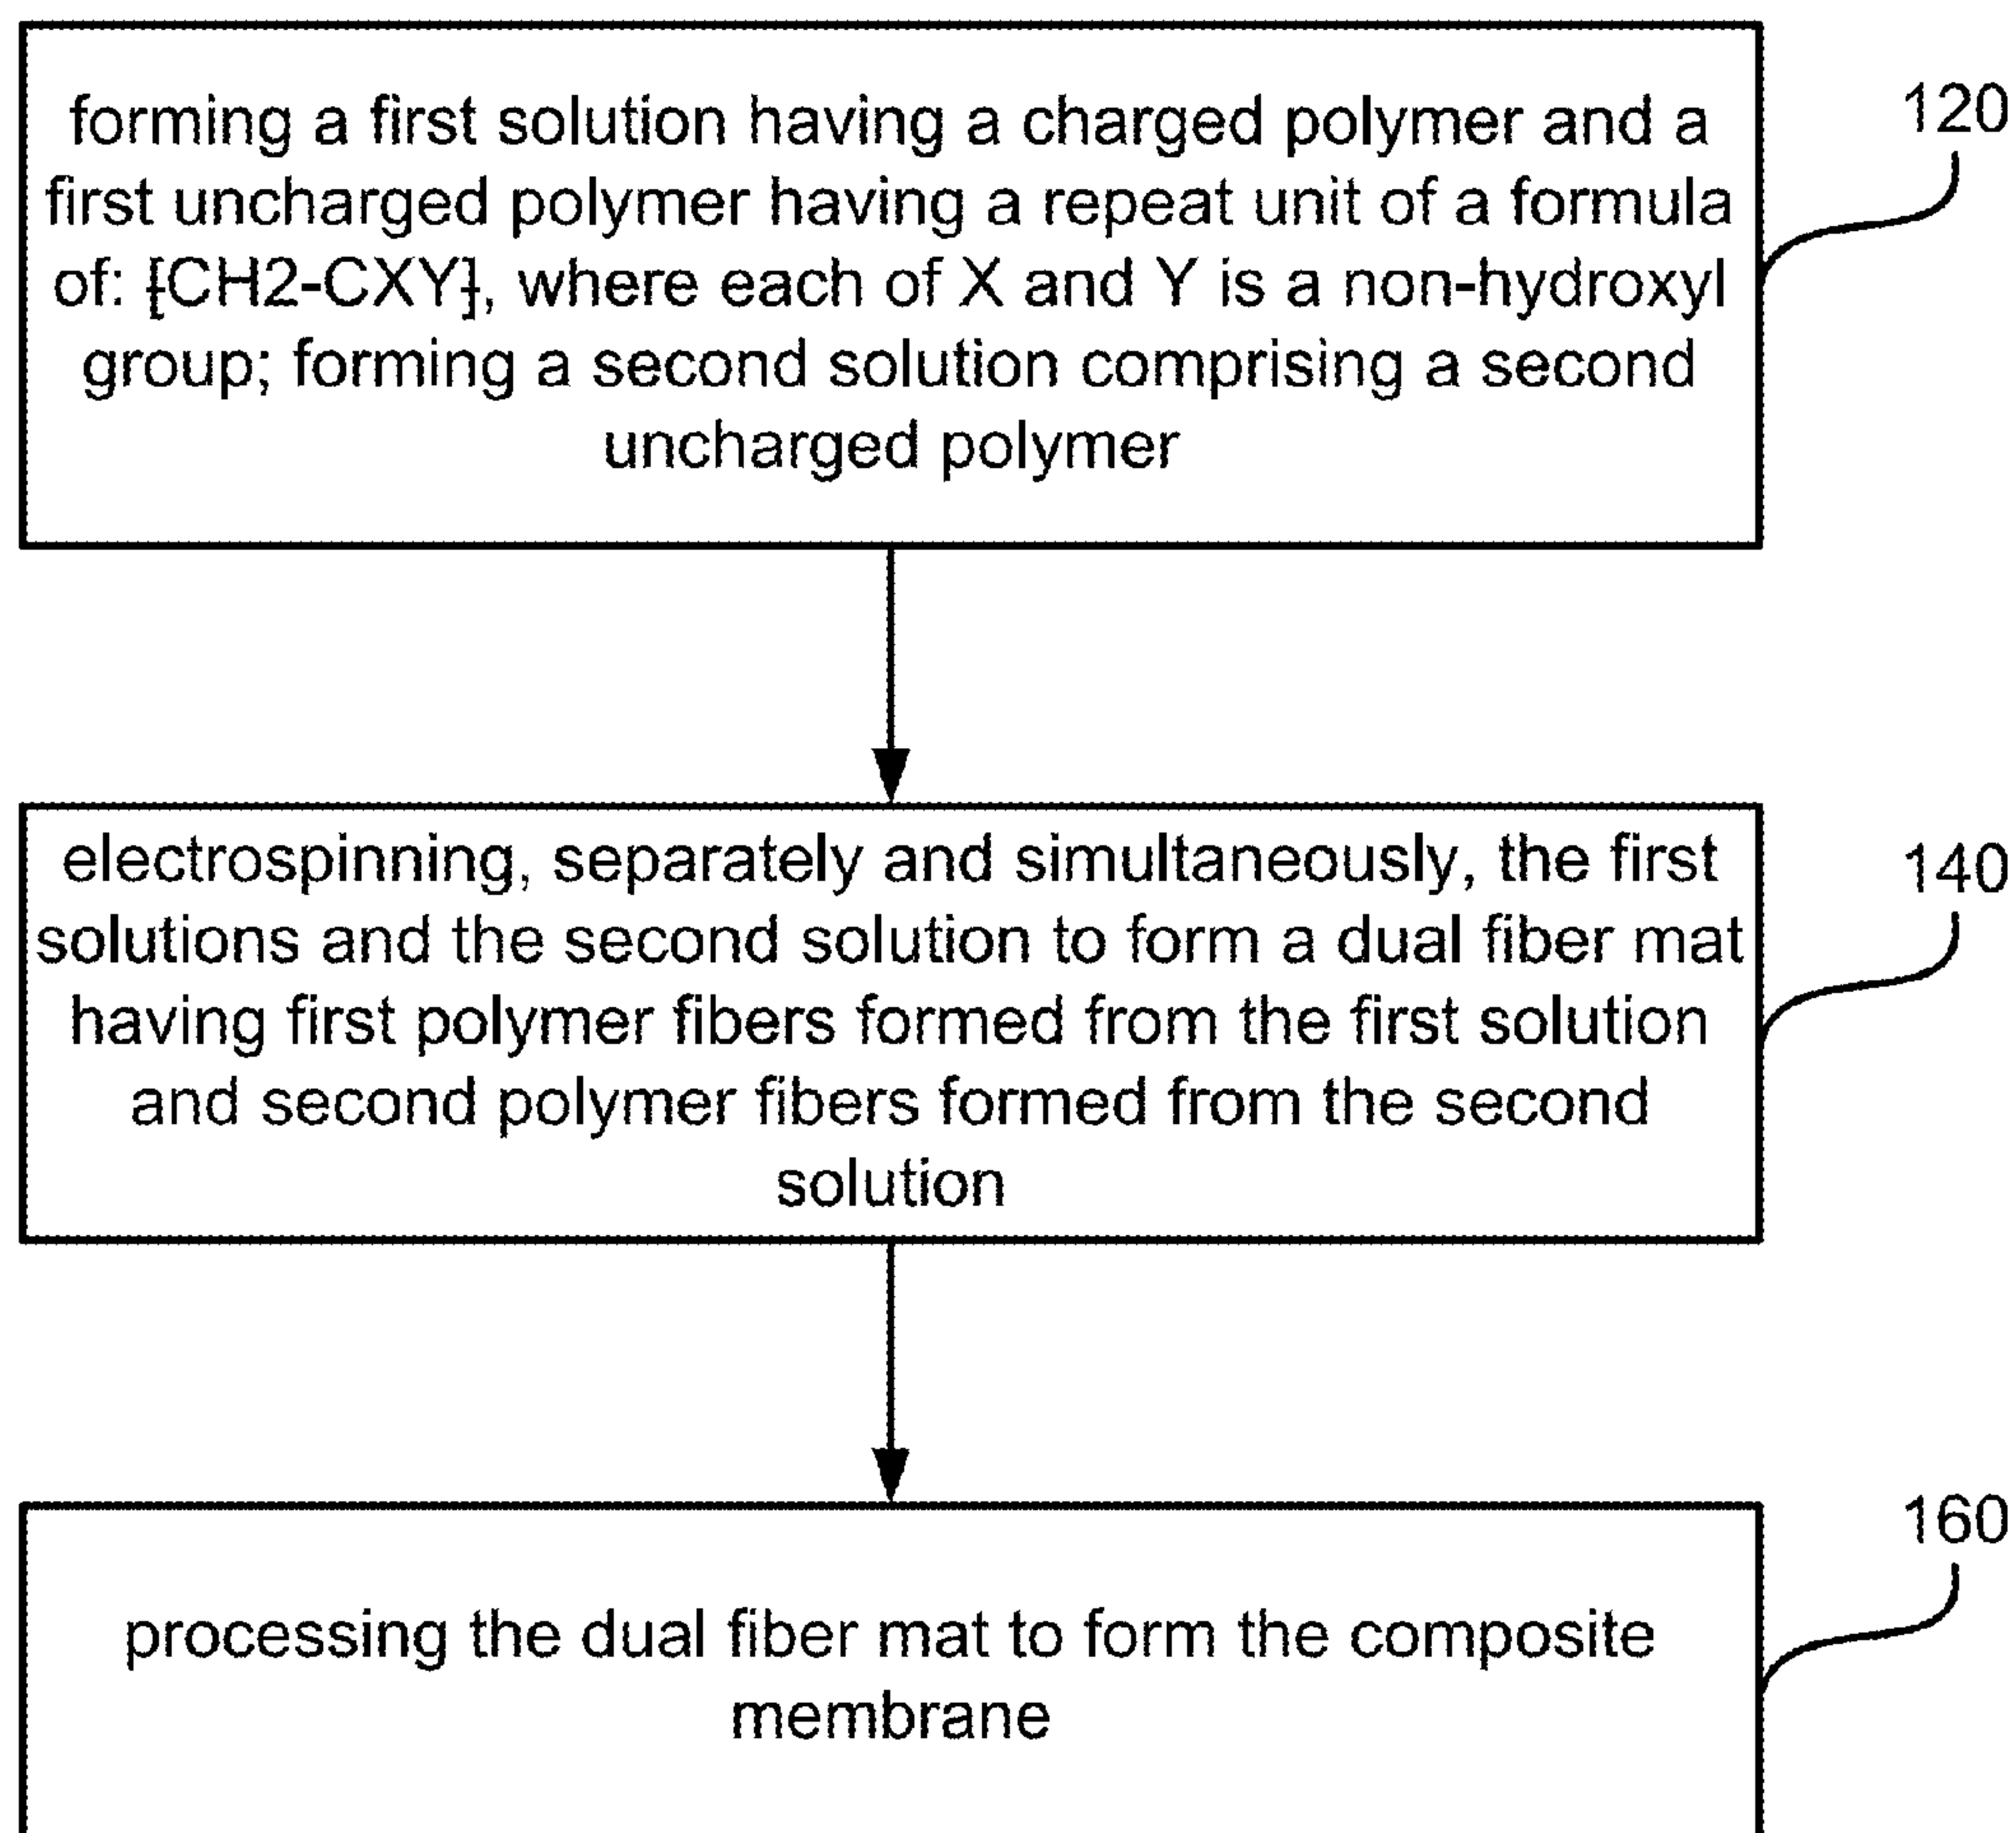 forming a first solution having a charged polymer and a
first uncharged polymer having a repeat unit of a formula
of: [CH2-CXY], where each of X and Y is a non-hydroxyl
group; forming a second solution comprising a second
uncharged polymer
120
electrospinning, separately and simultaneously, the first
solutions and the second solution to form a dual fiber mat
having first polymer fibers formed from the first solution
and second polymer fibers formed from the second
solution
140
processing the dual fiber mat to form the composite
membrane
160